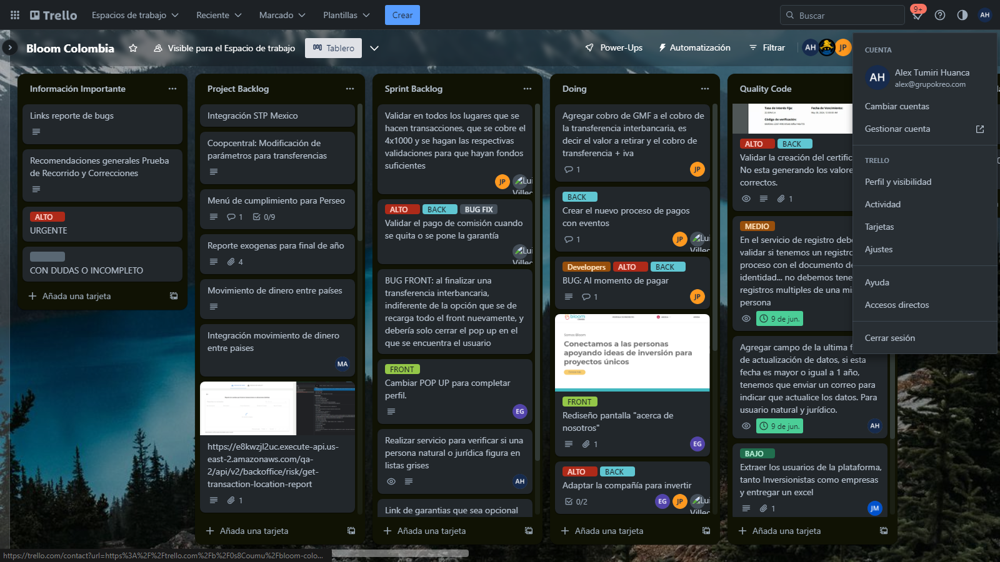 Trello
Espacios de trabajo
Reciente
Marcado
Plantillas
Crear
Buscar
9+
AH
Bloom Colombia
Visible para el Espacio de trabajo
Tablero
Power-Ups
Automatización
Filtrar
AH
JP
Información Importante
Links reporte de bugs
Recomendaciones generales Prueba
de Recorrido y Correcciones
ALTO
URGENTE
CON DUDAS O INCOMPLETO
Añada una tarjeta
Project Backlog
Integración STP Mexico
Coopcentral: Modificación de
parámetros para transferencias
Menú de cumplimiento para Perseo
1
0/9
Reporte exogenas para final de año
4
Movimiento de dinero entre países
Integración movimiento de dinero
entre paises
MA
https://e8kwzjl2uc.execute-api.us-
east-2.amazonaws.com/qa-
2/api/v2/backoffice/risk/get-
transaction-location-report
1
Añada una tarjeta
Sprint Backlog
Validar en todos los lugares que se
hacen transacciones, que se cobre el
4x1000 y se hagan las respectivas
validaciones para que hayan fondos
suficientes
JP
ALTO
BACK
BUG FIX
Validar el pago de comisión cuando
se quita o se pone la garantía
BUG FRONT: al finalizar una
transferencia interbancaria,
indiferente de la opción que se de
recarga todo el front nuevamente, y
debería solo cerrar el pop up en el
que se encuentra el usuario
FRONT
Cambiar POP UP para completar
perfil.
EG
Realizar servicio para verificar si una
persona natural o jurídica figura en
listas grises
AH
Link de garantias que sea opcional
Añada una tarjeta
Doing
Agregar cobro de GMF a el cobro de
la transferencia interbancaria, es
decir el valor a retirar y el cobro de
transferencia + iva
1
JP
BACK
Crear el nuevo proceso de pagos
con eventos
1
JP
Developers
ALTO
BACK
BUG: Al momento de pagar
1
JP
bloom
Somos Bloom
Conectamos a las personas
apoyando ideas de inversión para
proyectos únicos
FRONT
Rediseño pantalla "acerca de
nosotros"
1
EG
ALTO
BACK
Adaptar la compañía para invertir
0/2
EG
JP
Añada una tarjeta
Quality Code
Tasa de Interés fija:
Fecha de Vencimiento:
Código de verificación:
ALTO
BACK
Validar la creación del certific
No esta generando los valore
correctos.
1
MEDIO
En el servicio de registro deb
validar si tenemos un registro
proceso con el documento de
identidad... no debemos tene
registros multiples de una mi
persona
9 de jun.
Agregar campo de la ultima f
de actualización de datos, si esta
fecha es mayor o igual a 1 año,
tenemos que enviar un correo para
indicar que actualice los datos. Para
usuario natural y jurídico.
9 de jun.
AH
BAJO
Extraer los usuarios de la plataforma,
tanto Inversionistas como empresas
y entregar un excel
1
JM
Añada una tarjeta
CUENTA
AH
Alex Tumiri Huanca
alex@grupokreo.com
Cambiar cuentas
Gestionar cuenta
TRELLO
Perfil y visibilidad
Actividad
Tarjetas
Ajustes
Ayuda
Accesos directos
Cerrar sesión
https://trello.com/contact?url=https%3A%2F%2Ftrello.com%2Fb%2F0s8Coumu%2Fbloom-colo...